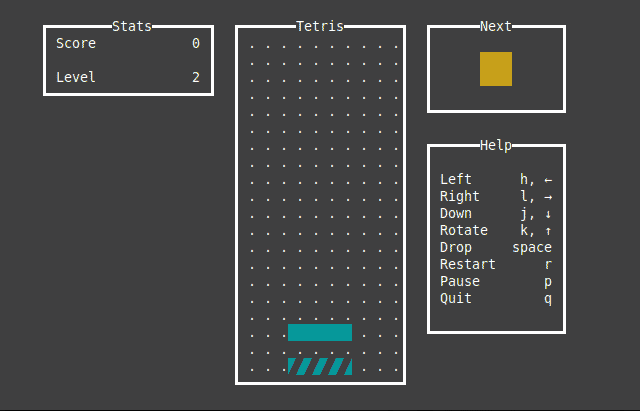 Stats
Score 0
Level 2
Tetris
Next
Help
Left h, ←
Right l, →
Down j, ↓
Rotate k, ↑
Drop space
Restart r
Pause p
Quit q